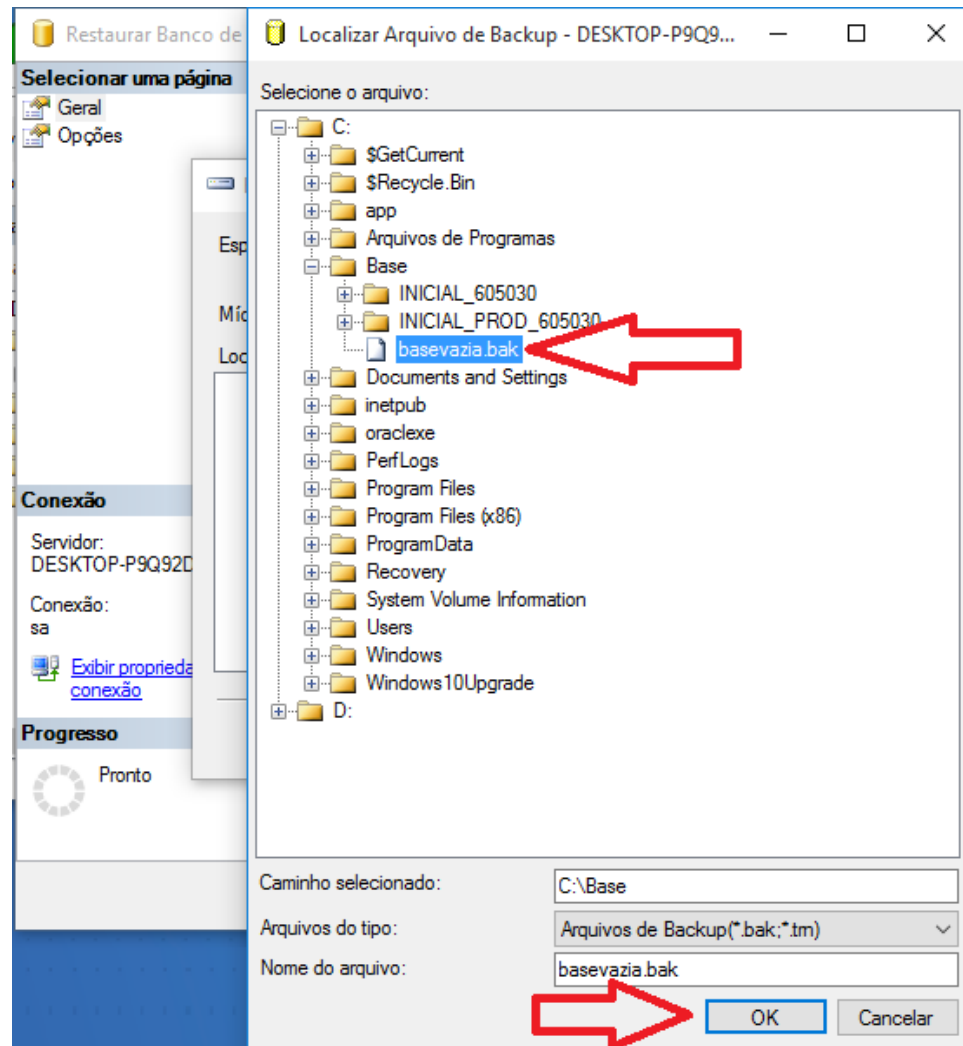 Restaurar Banco de
Selecionar uma página
Geral
Opções
Esp
Míd
Loc
Conexão
Servidor:
DESKTOP-P9Q92D
Conexão:
sa
Exibir proprieda
conexão
Progresso
Pronto
Localizar Arquivo de Backup - DESKTOP-P9Q9...
Selecione o arquivo:
C:
$GetCurrent
$Recycle.Bin
app
Arquivos de Programas
Base
INICIAL_605030
INICIAL_PROD_605030
basevazia.bak
Documents and Settings
inetpub
oraclexe
PerfLogs
Program Files
Program Files (x86)
ProgramData
Recovery
System Volume Information
Users
Windows
Windows10Upgrade
D:
Caminho selecionado: C:\Base
Arquivos do tipo: Arquivos de Backup(*.bak;*.trn)
Nome do arquivo: basevazia.bak
OK Cancelar